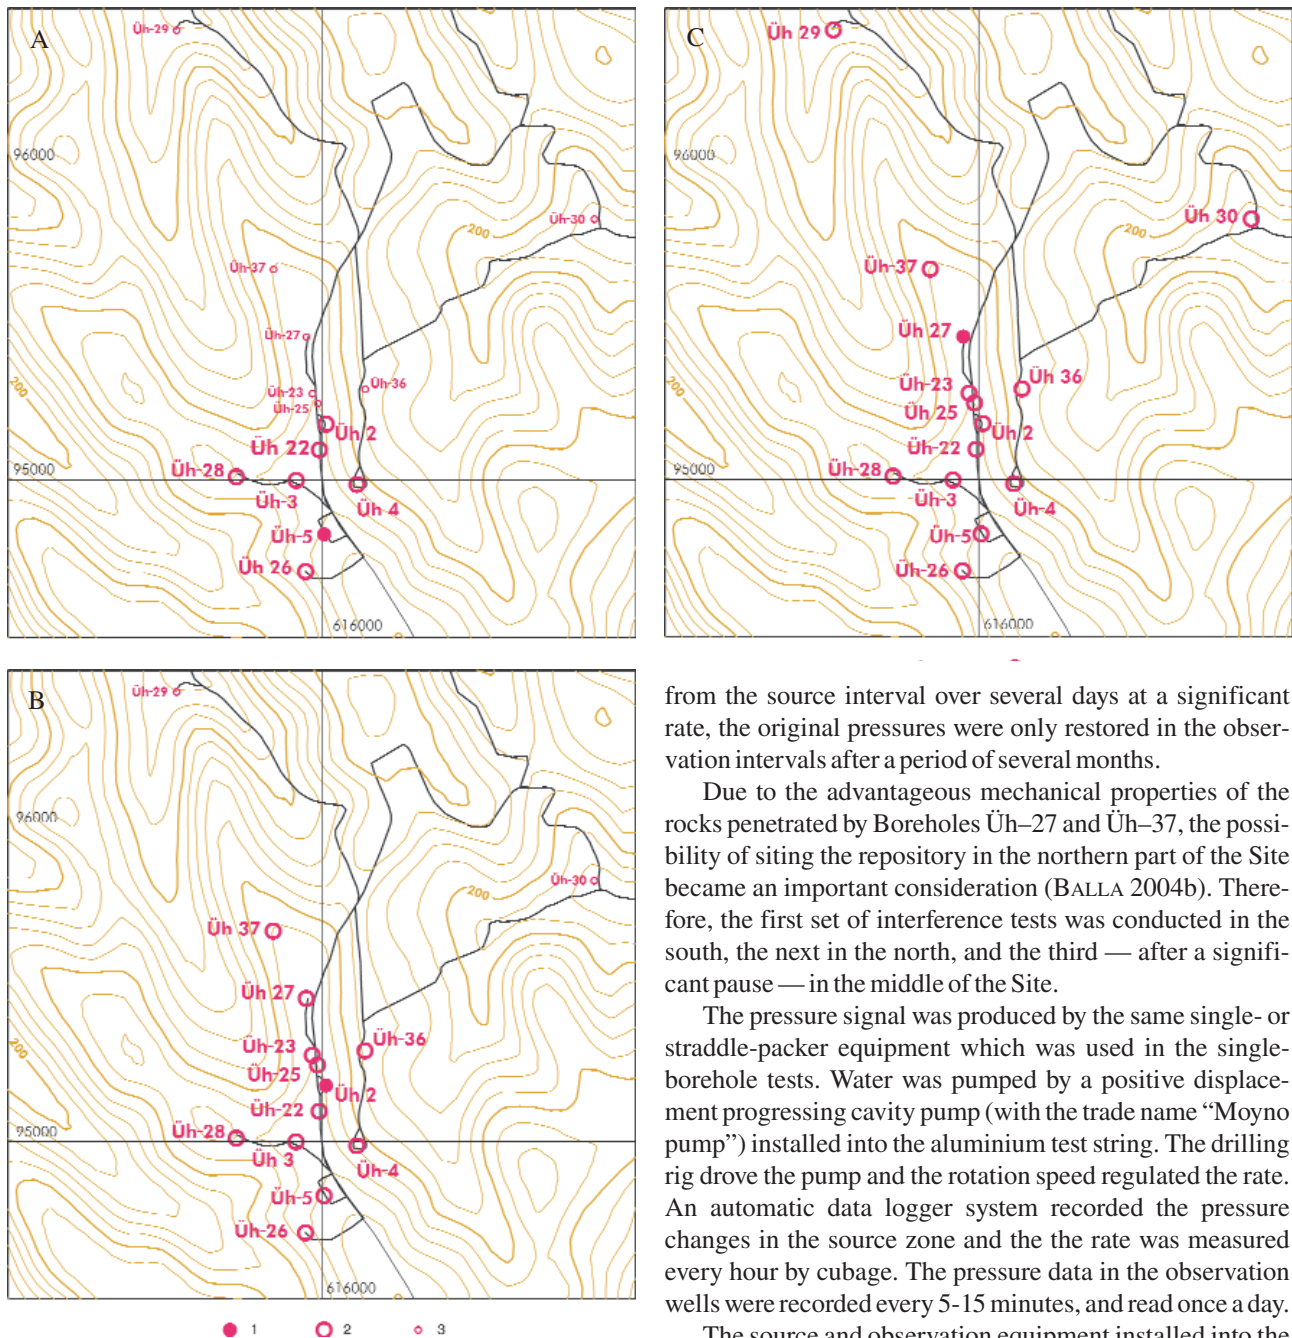 A
Üh-29
96000
Üh-30
200
Üh-37
Üh-27
Üh-36
Üh-23
Üh-25
200
Üh 2
Üh 22
Üh-28
95000
Üh-3
Üh 4
Üh-5
Üh 26
616000
B
Üh-29
96000
Üh-30
200
Üh 37
Üh 27
Üh-36
Üh-23
200
Üh-25
Üh 2
Üh-22
Üh-28
95000
Üh 3
Üh-4
Üh-5
Üh-26
616000
1 2 3
C
Üh 29
96000
Üh 30
200
Üh-37
Üh 27
Üh 36
Üh-23
200
Üh 25
Üh 2
Üh-22
Üh-28
95000
Üh-3
Üh-4
Üh-5
Üh-26
616000
from the source interval over several days at a significant
rate, the original pressures were only restored in the obser-
vation intervals after a period of several months.
Due to the advantageous mechanical properties of the
rocks penetrated by Boreholes Üh–27 and Üh–37, the possi-
bility of siting the repository in the northern part of the Site
became an important consideration (BALLA 2004b). There-
fore, the first set of interference tests was conducted in the
south, the next in the north, and the third — after a signifi-
cant pause — in the middle of the Site.
The pressure signal was produced by the same single- or
straddle-packer equipment which was used in the single-
borehole tests. Water was pumped by a positive displace-
ment progressing cavity pump (with the trade name “Moyno
pump”) installed into the aluminium test string. The drilling
rig drove the pump and the rotation speed regulated the rate.
An automatic data logger system recorded the pressure
changes in the source zone and the the rate was measured
every hour by cubage. The pressure data in the observation
wells were recorded every 5-15 minutes, and read once a day.
The source and observation equipment installed into the